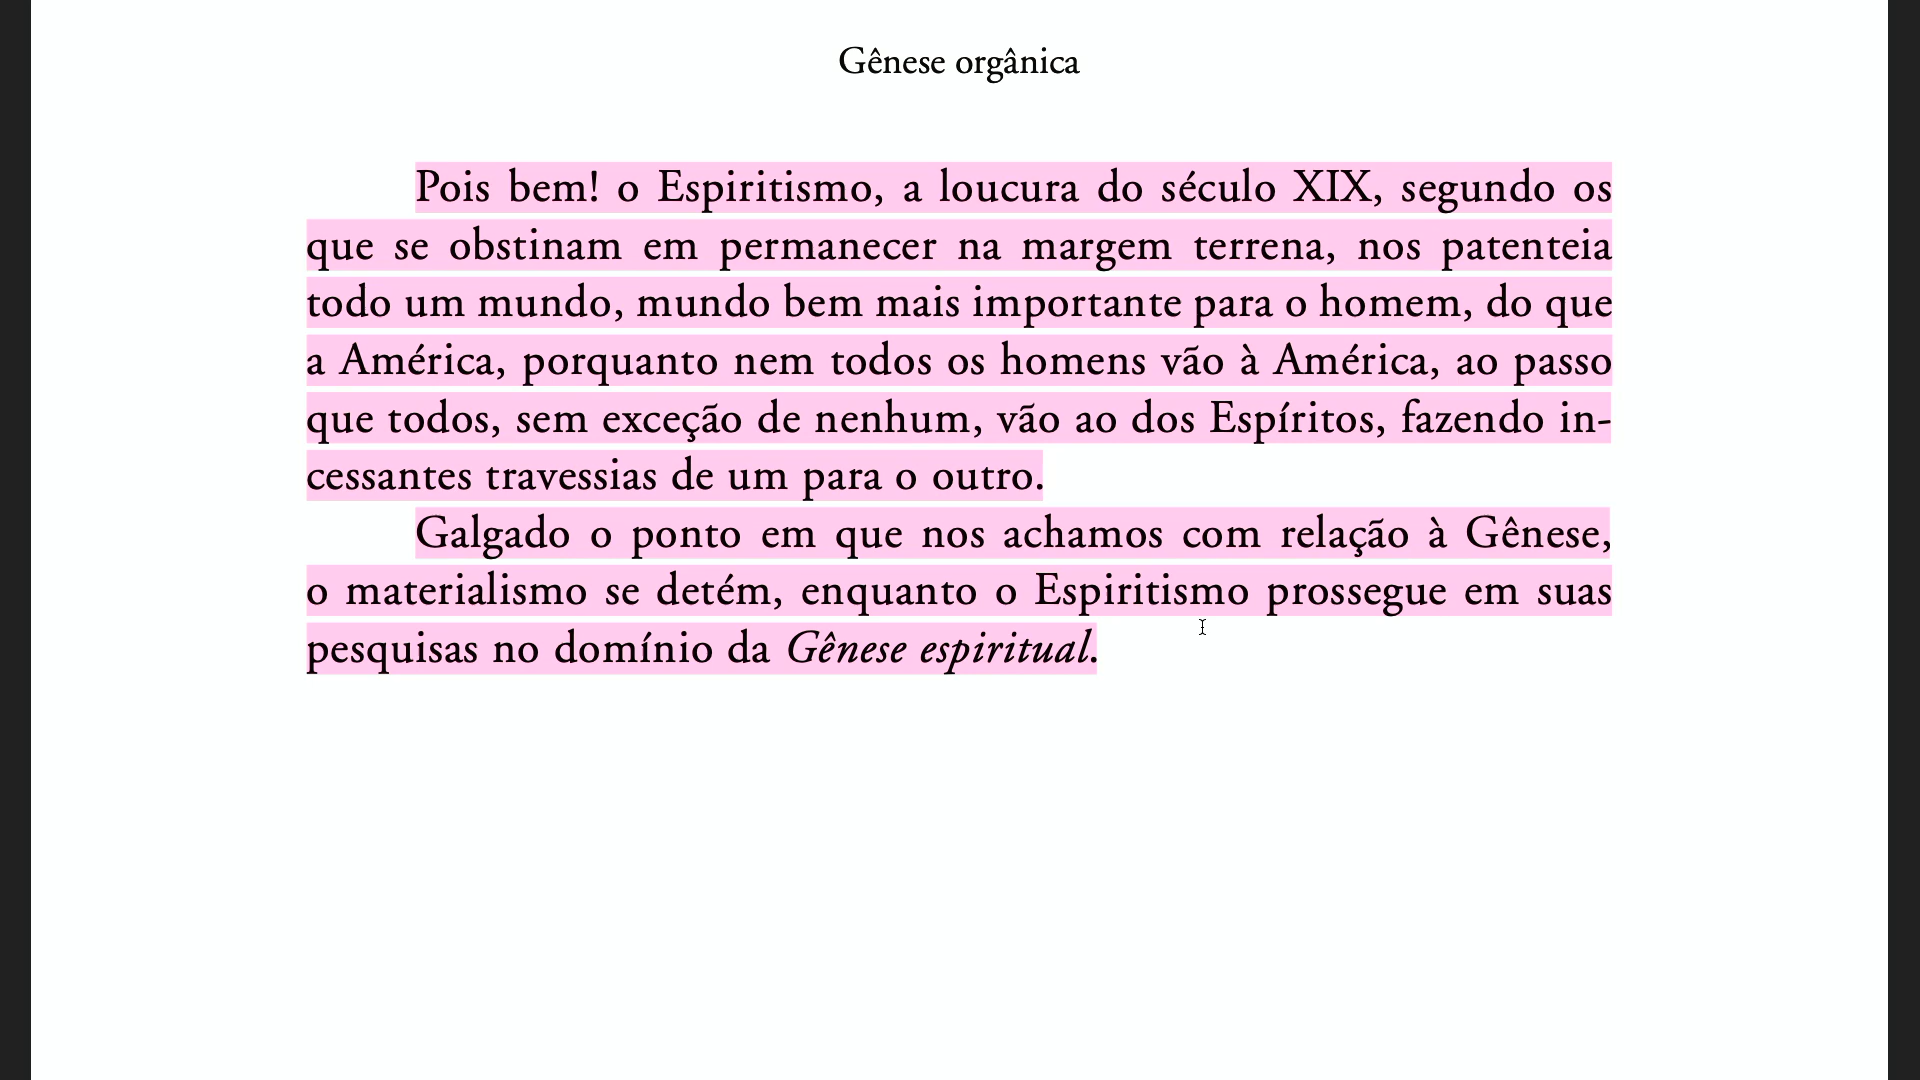 Gênese orgânica
Pois bem! o Espiritismo, a loucura do século XIX, segundo os
que se obstinam em permanecer na margem terrena, nos patenteia
todo um mundo, mundo bem mais importante para o homem, do que
a América, porquanto nem todos os homens vão à América, ao passo
que todos, sem exceção de nenhum, vão ao dos Espíritos, fazendo in-
cessantes travessias de um para o outro.
Galgado o ponto em que nos achamos com relação à Gênese,
o materialismo se detém, enquanto o Espiritismo prossegue em suas
pesquisas no domínio da Gênese espiritual.